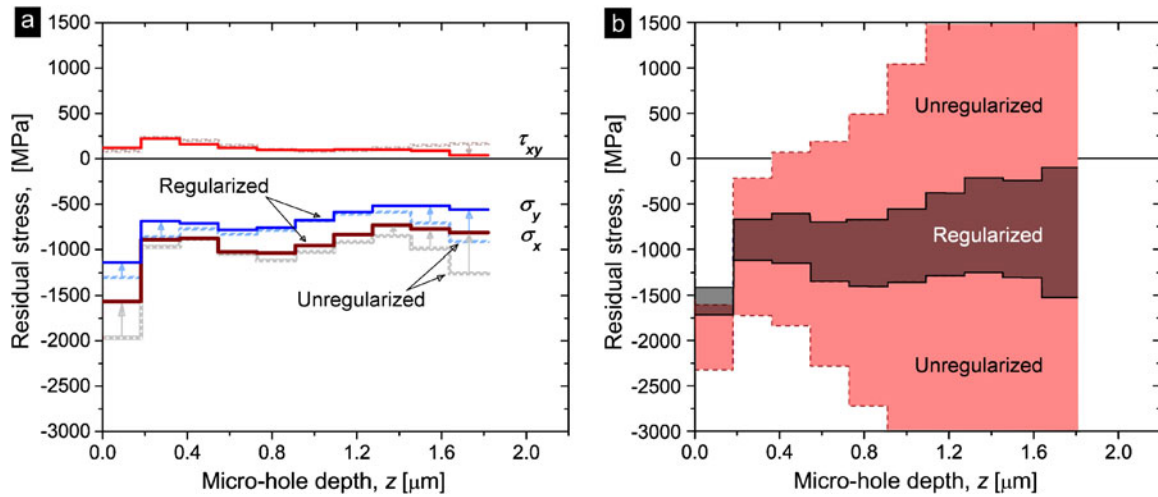 a
1500
1000
500
0
-500
-1000
-1500
-2000
-2500
-3000
Residual stress, [MPa]
τxy
Regularized
σy
σx
Unregularized
0.0 0.4 0.8 1.2 1.6 2.0
Micro-hole depth, z [μm]
b
1500
1000
500
0
-500
-1000
-1500
-2000
-2500
-3000
Residual stress, [MPa]
Unregularized
Regularized
Unregularized
0.0 0.4 0.8 1.2 1.6 2.0
Micro-hole depth, z [μm]